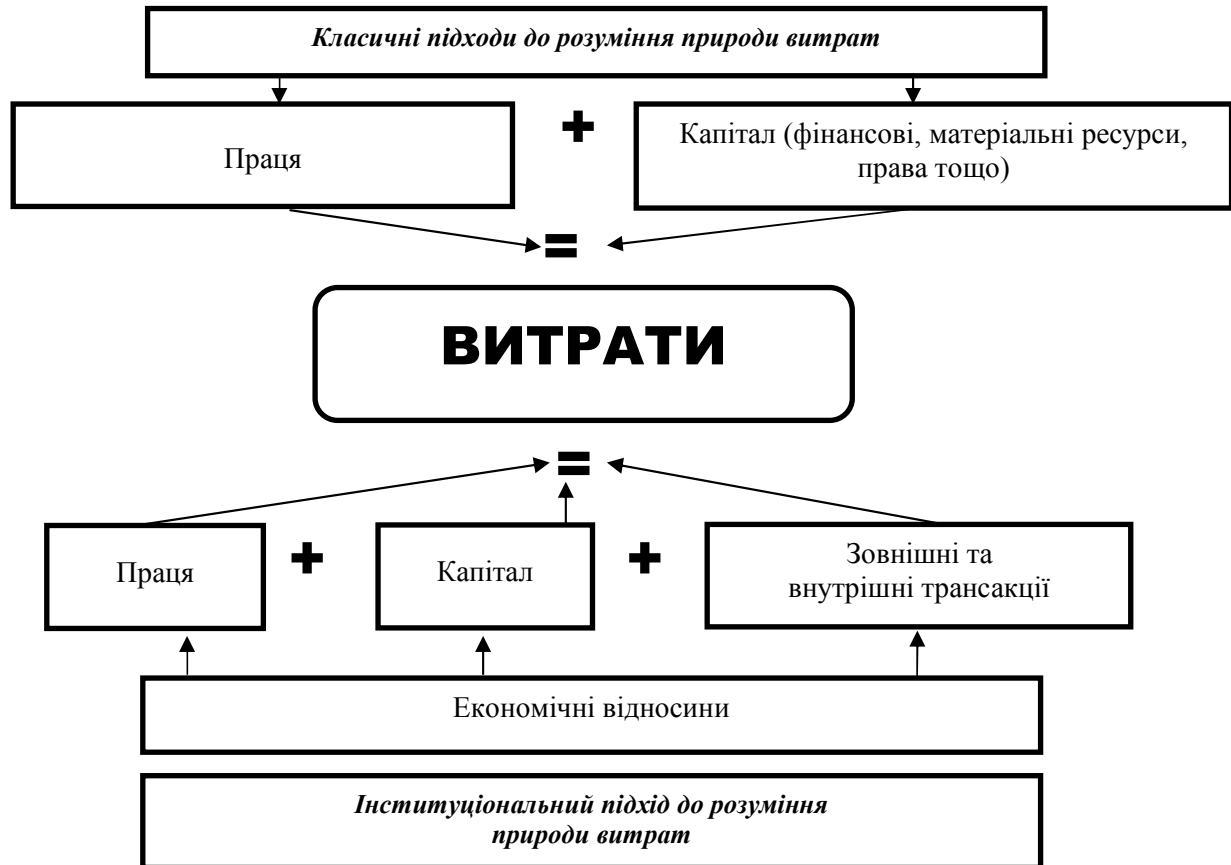 Класичні підходи до розуміння природи витрат
Праця
+
Капітал (фінансові, матеріальні ресурси,
права тощо)
=
ВИТРАТИ
=
Праця
+
Капітал
+
Зовнішні та
внутрішні трансакції
Економічні відносини
Інституціональний підхід до розуміння
природи витрат